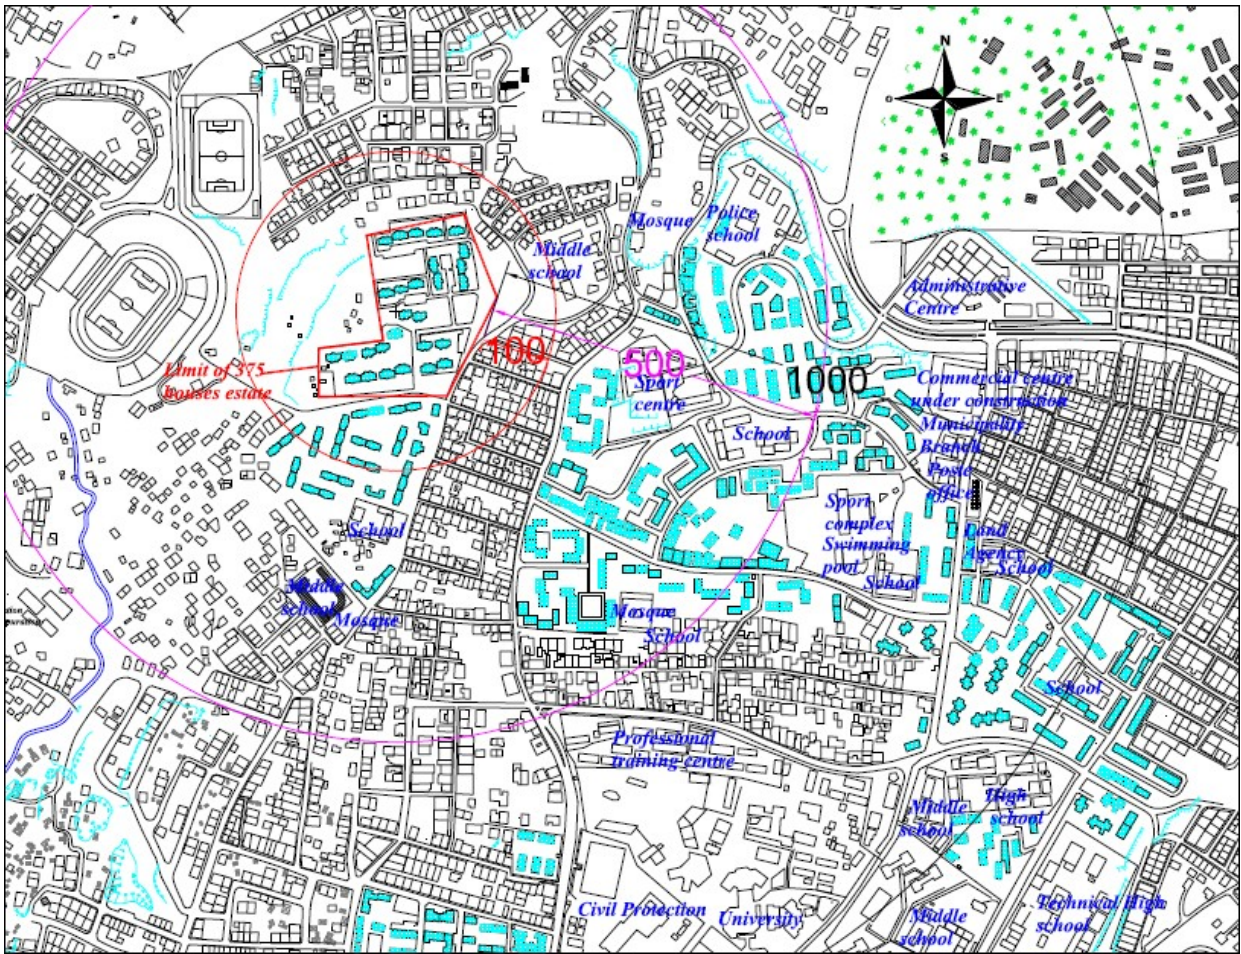 N
o
E
S
Mosque
Police
school
Middle
school
Administrative
Centre
100
500
1000
Limit of 375
houses estate
Sport
centre
Commercial centre
under construction
Municipality
Branch
Poste
office
School
Sport
complex
Swimming
pool
School
Land
Agency
School
School
Middle
school
Mosque
Mosque
School
School
Professional
training centre
Middle
school
High
school
Civil Protection
University
Middle
school
Technical High
school